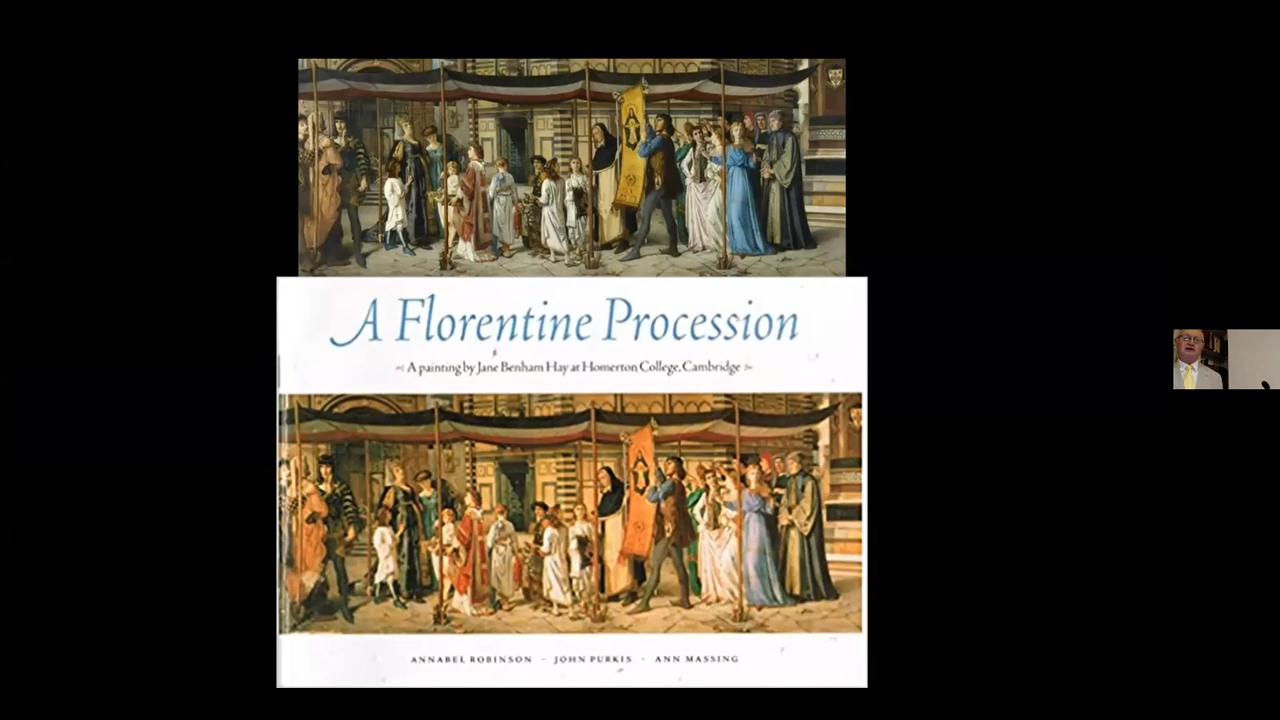 A Florentine Procession
A painting by Jane Benham Hay at Homerton College, Cambridge
ANNABEL ROBINSON - JOHN PURKIS - ANN MASSING